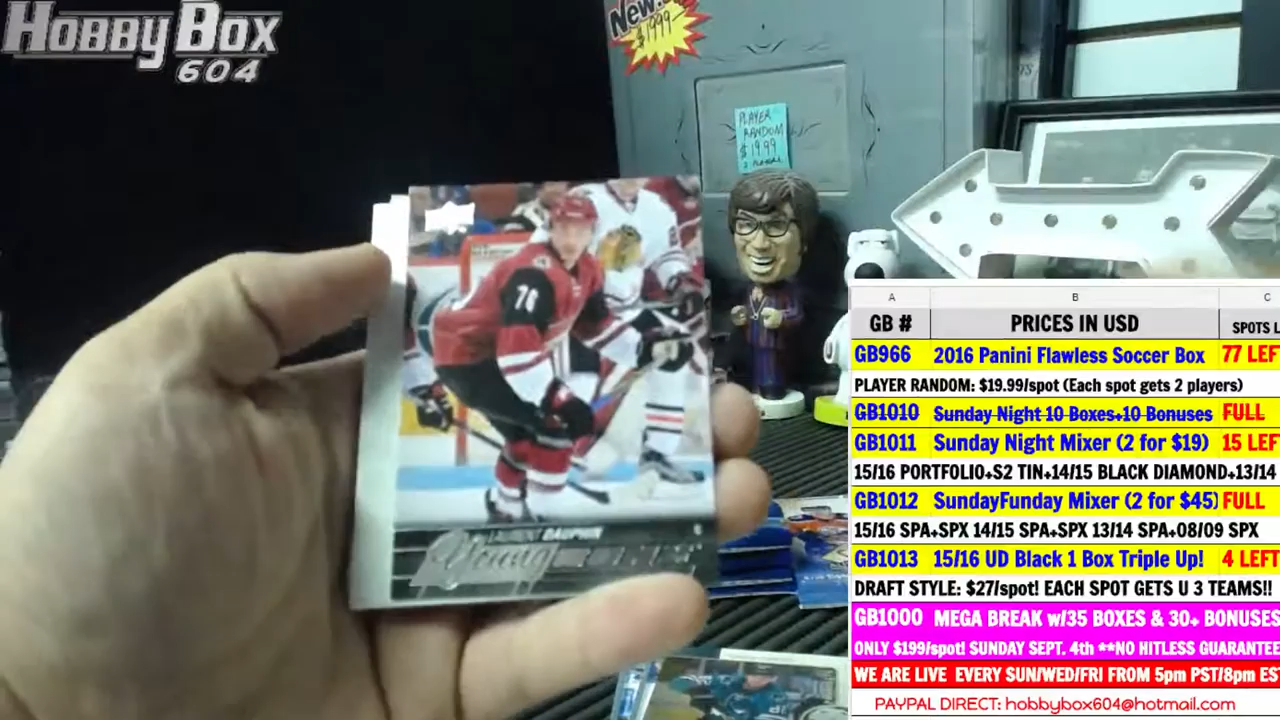 HOBBY BOX
604
New!
$1999
PLAYER
RANDOM
$19.99
2 PLAYERS
76
LAURENT DAUPHIN
Young
A B C
GB # PRICES IN USD SPOTS L
GB966 2016 Panini Flawless Soccer Box 77 LEF
PLAYER RANDOM: $19.99/spot (Each spot gets 2 players)
GB1010 Sunday Night 10 Boxes+10 Bonuses FULL
GB1011 Sunday Night Mixer (2 for $19) 15 LEF
15/16 PORTFOLIO+S2 TIN+14/15 BLACK DIAMOND+13/14
GB1012 SundayFunday Mixer (2 for $45) FULL
15/16 SPA+SPX 14/15 SPA+SPX 13/14 SPA+08/09 SPX
GB1013 15/16 UD Black 1 Box Triple Up! 4 LEFT
DRAFT STYLE: $27/spot! EACH SPOT GETS U 3 TEAMS!!
GB1000 MEGA BREAK w/35 BOXES & 30+ BONUSES
ONLY $199/spot! SUNDAY SEPT. 4th **NO HITLESS GUARANTEE
WE ARE LIVE EVERY SUN/WED/FRI FROM 5pm PST/8pm EST
PAYPAL DIRECT: hobbybox604@hotmail.com